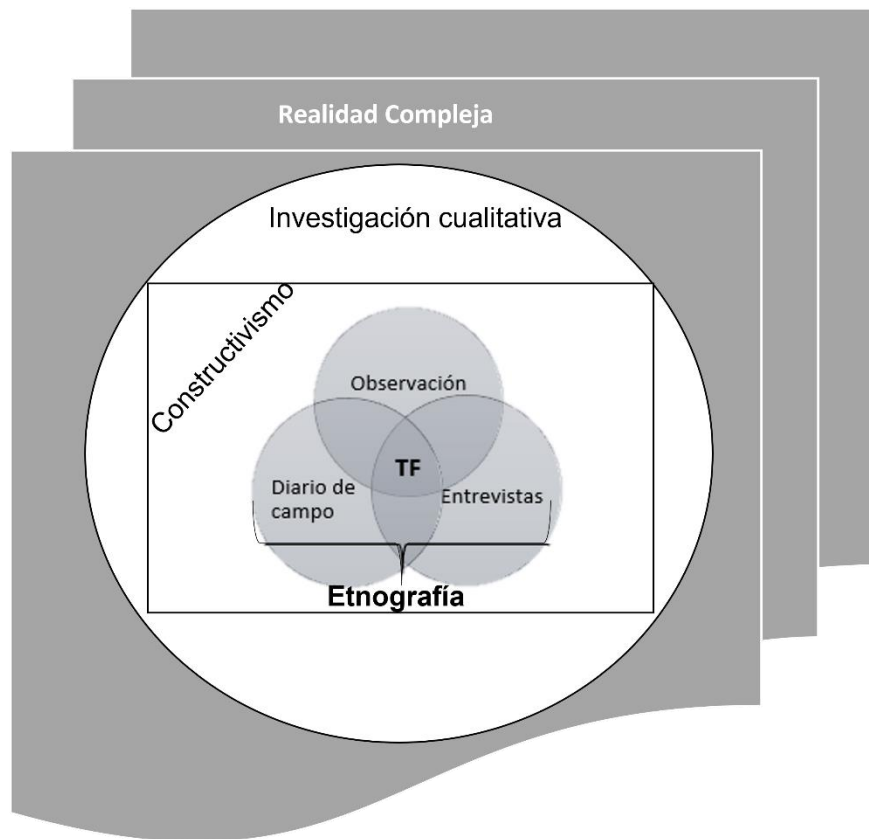 Realidad Compleja
Investigación cualitativa
Constructivismo
Observación
TF
Diario de
campo
Entrevistas
Etnografía